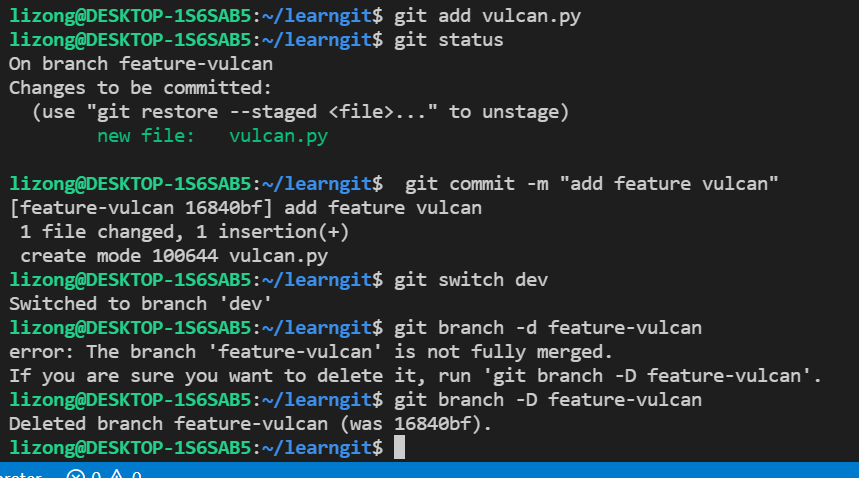 lizong@DESKTOP-1S6SAB5:~/learngit$ git add vulcan.py
lizong@DESKTOP-1S6SAB5:~/learngit$ git status
On branch feature-vulcan
Changes to be committed:
  (use "git restore --staged <file>..." to unstage)
        new file:   vulcan.py

lizong@DESKTOP-1S6SAB5:~/learngit$  git commit -m "add feature vulcan"
[feature-vulcan 16840bf] add feature vulcan
 1 file changed, 1 insertion(+)
 create mode 100644 vulcan.py
lizong@DESKTOP-1S6SAB5:~/learngit$ git switch dev
Switched to branch 'dev'
lizong@DESKTOP-1S6SAB5:~/learngit$ git branch -d feature-vulcan
error: The branch 'feature-vulcan' is not fully merged.
If you are sure you want to delete it, run 'git branch -D feature-vulcan'.
lizong@DESKTOP-1S6SAB5:~/learngit$ git branch -D feature-vulcan
Deleted branch feature-vulcan (was 16840bf).
lizong@DESKTOP-1S6SAB5:~/learngit$